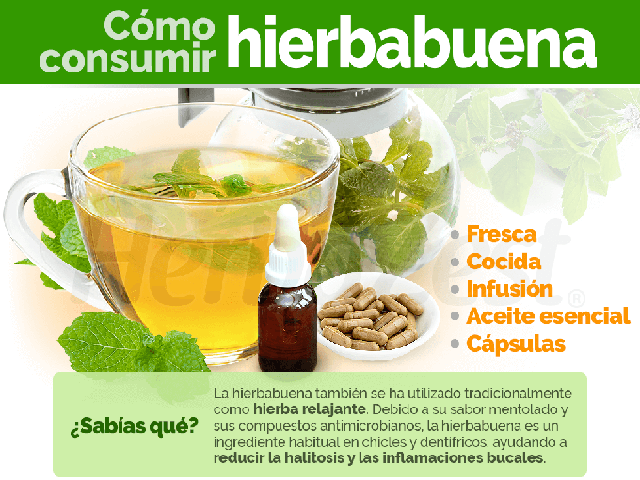 Cómo
consumir
hierbabuena
• Fresca
• Cocida
• Infusión
• Aceite esencial
• Cápsulas
HerbaZest®
¿Sabías qué?
La hierbabuena también se ha utilizado tradicionalmente
como hierba relajante. Debido a su sabor mentolado y
sus compuestos antimicrobianos, la hierbabuena es un
ingrediente habitual en chicles y dentífricos, ayudando a
reducir la halitosis y las inflamaciones bucales.